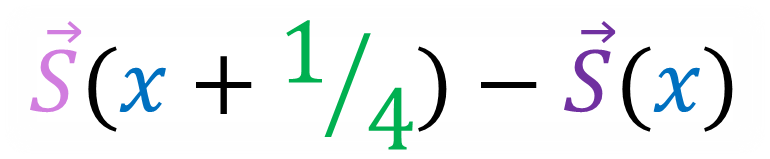 S⃗(x + 1/4) − S⃗(x)